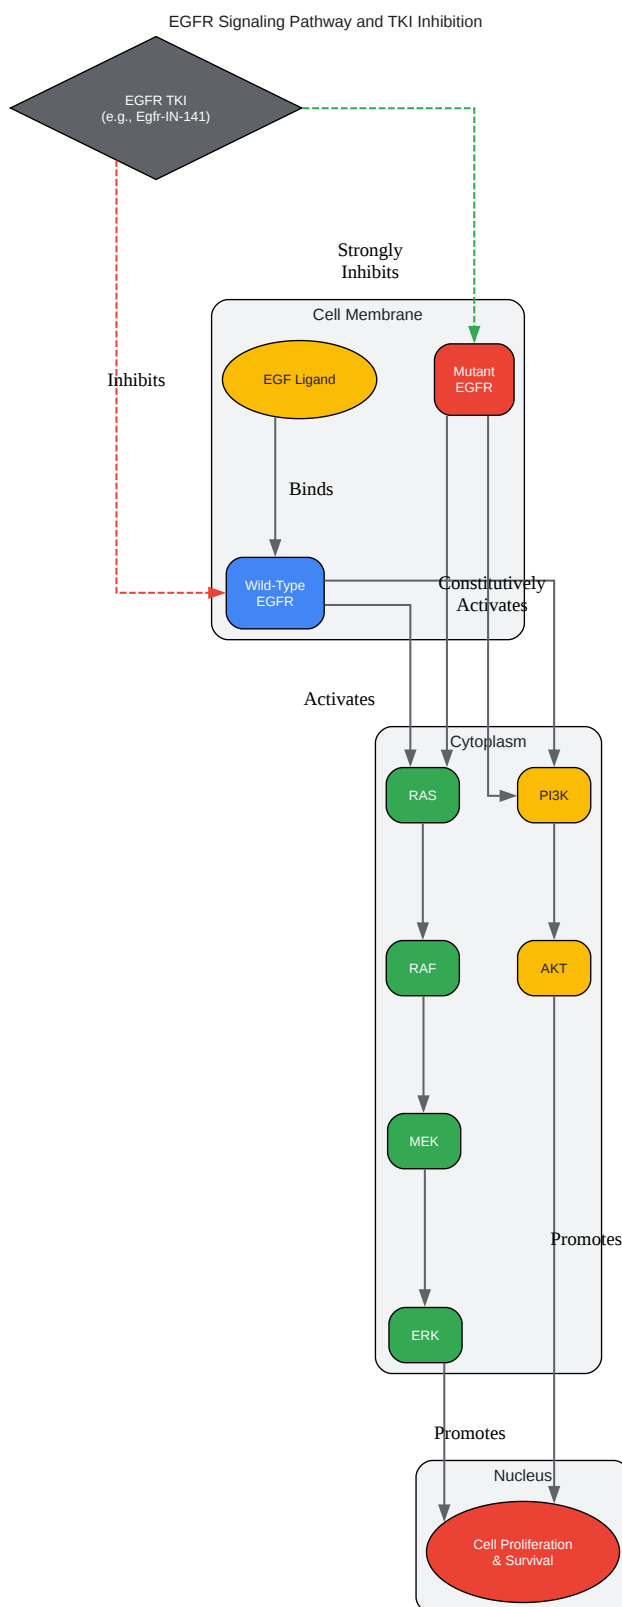 EGFR Signaling Pathway and TKI Inhibition
EGFR TKI
(e.g., Egfr-IN-141)
Strongly
Inhibits
Cell Membrane
EGF Ligand
Mutant
EGFR
Inhibits
Binds
Wild-Type
EGFR
Constitutively
Activates
Activates
Cytoplasm
RAS
PI3K
RAF
AKT
MEK
Promotes
ERK
Promotes
Nucleus
Cell Proliferation
& Survival